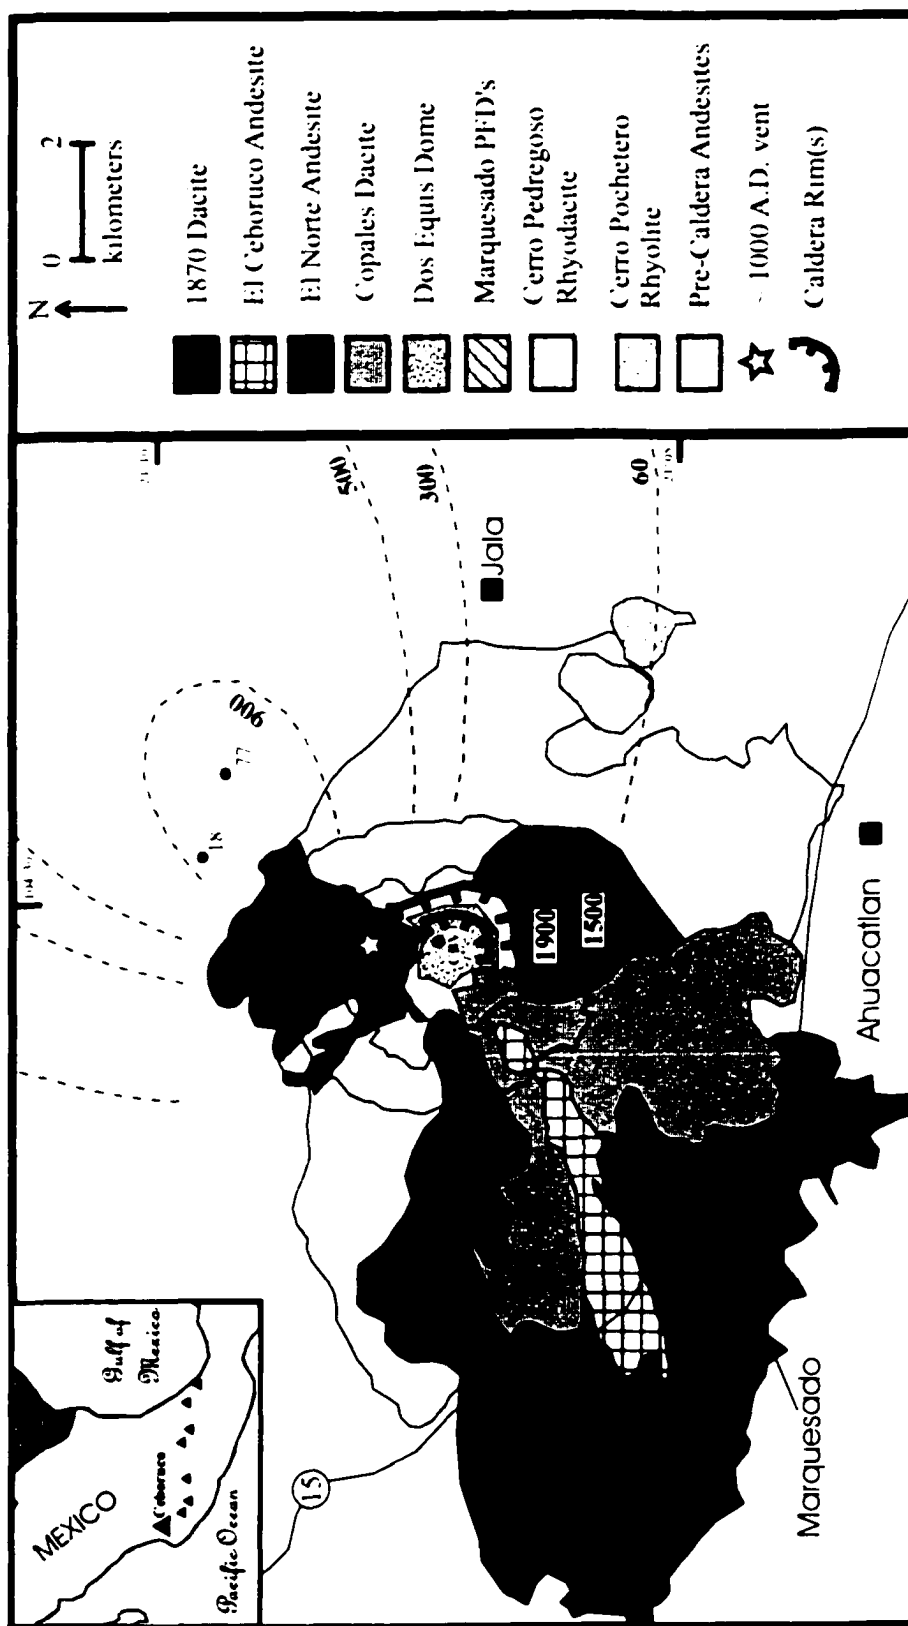 N
0 2
kilometers
1870 Dacite
El Ceboruco Andesite
El Norte Andesite
Copales Dacite
Dos Equis Dome
Marquesado PFD's
Cerro Pedregoso
Rhyodacite
Cerro Pochetero
Rhyolite
Pre-Caldera Andesites
~1000 A.D. vent
Caldera Rim(s)
MEXICO
Gulf of
Mexico
Ceboruco
Pacific Ocean
15
18
77
900
500
300
60
Jala
1900
1500
Ahuacatlan
Marquesado